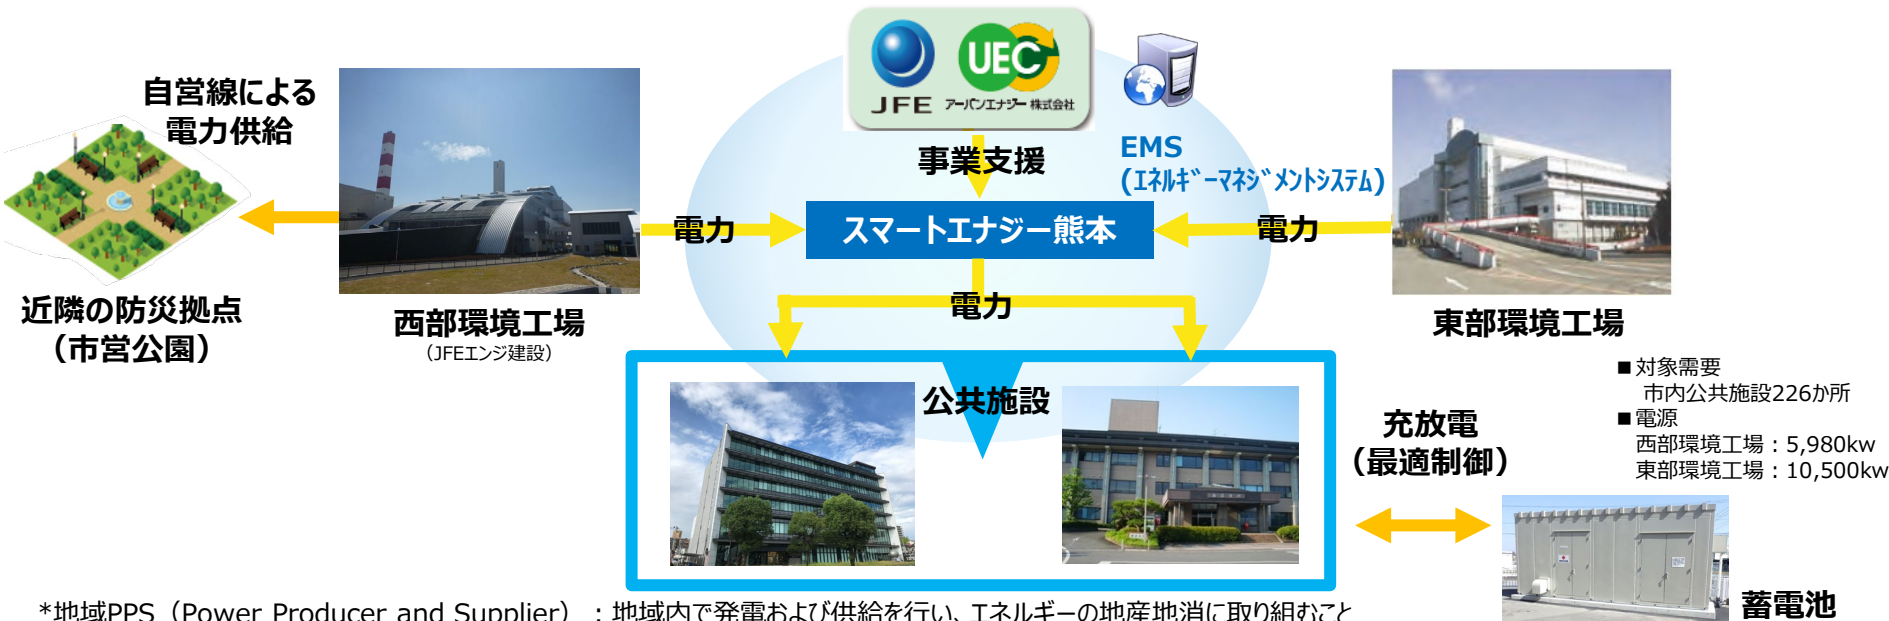 JFE
UEC
アーバンエナジー 株式会社
自営線による
電力供給
事業支援
EMS
(ｴﾈﾙｷﾞｰﾏﾈｼﾞﾒﾝﾄｼｽﾃﾑ)
電力
スマートエナジー熊本
電力
電力
近隣の防災拠点
（市営公園）
西部環境工場
（JFEエンジ建設）
東部環境工場
公共施設
■対象需要
市内公共施設226か所
■電源
西部環境工場：5,980kw
東部環境工場：10,500kw
充放電
（最適制御）
蓄電池
*地域PPS（Power Producer and Supplier）：地域内で発電および供給を行い、エネルギーの地産地消に取り組むこと